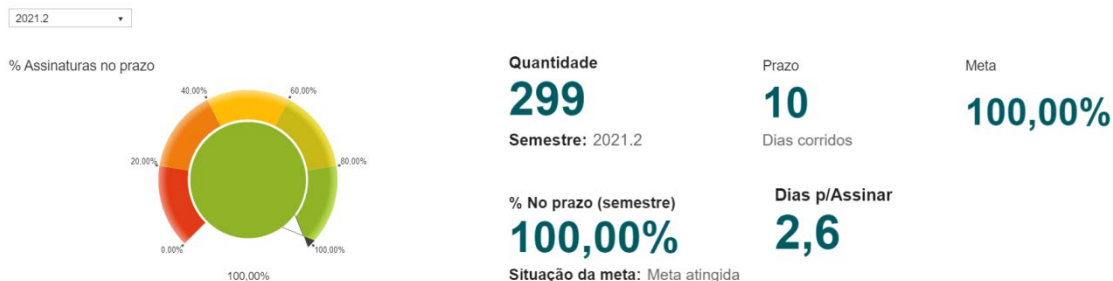 2021.2
% Assinaturas no prazo
40,00%
60,00%
20,00%
80,00%
0,00%
100,00%
100,00%
Quantidade
299
Semestre: 2021.2
Prazo
10
Dias corridos
Meta
100,00%
% No prazo (semestre)
100,00%
Situação da meta: Meta atingida
Dias p/Assinar
2,6